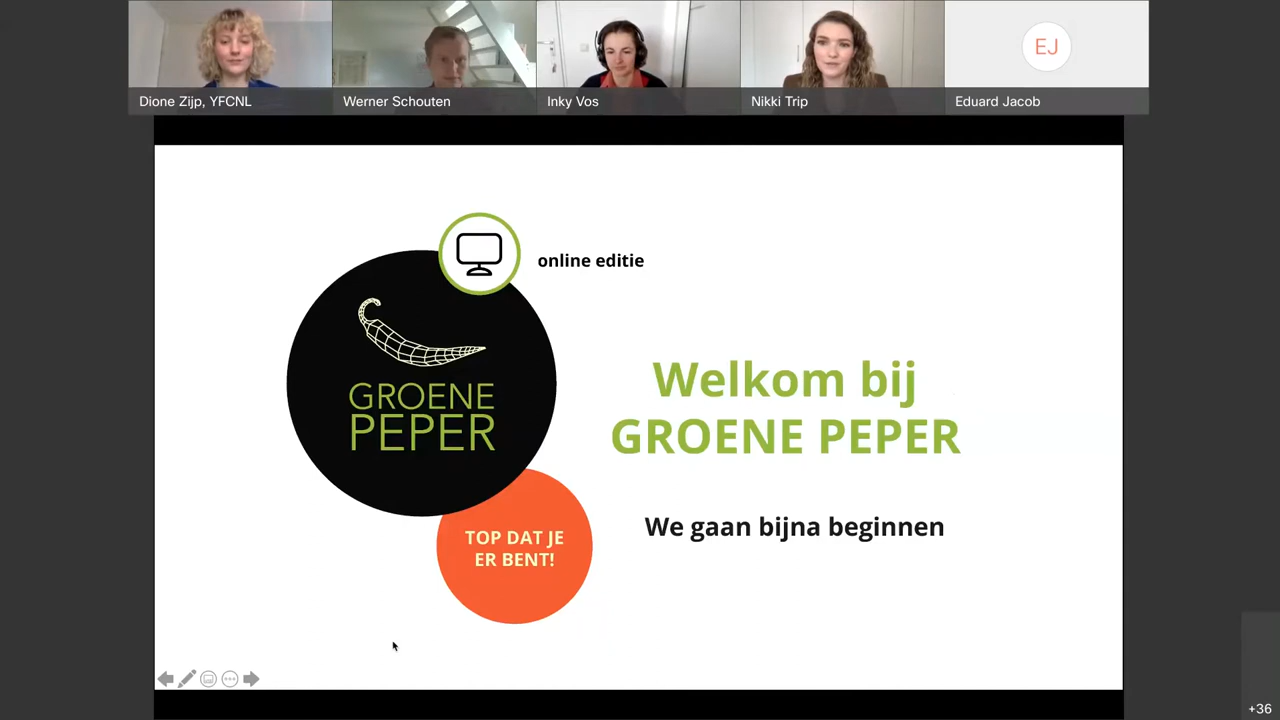 EJ
Dione Zijp, YFCNL
Werner Schouten
Inky Vos
Nikki Trip
Eduard Jacob
online editie
GROENE
PEPER
Welkom bij
GROENE PEPER
We gaan bijna beginnen
TOP DAT JE
ER BENT!
+36